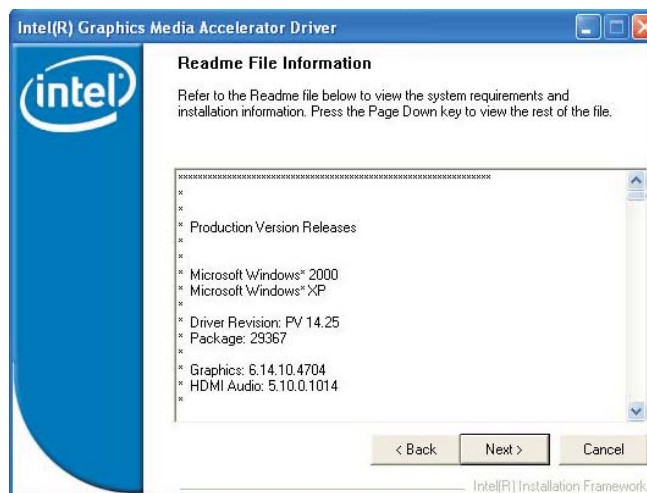 Intel(R) Graphics Media Accelerator Driver
intel
Readme File Information
Refer to the Readme file below to view the system requirements and
installation information. Press the Page Down key to view the rest of the file.
********************************************************************
*
*
* Production Version Releases
*
*
* Microsoft Windows* 2000
* Microsoft Windows* XP
*
* Driver Revision: PV 14.25
* Package: 29367
*
* Graphics: 6.14.10.4704
* HDMI Audio: 5.10.0.1014
*
< Back
Next >
Cancel
Intel(R) Installation Framework